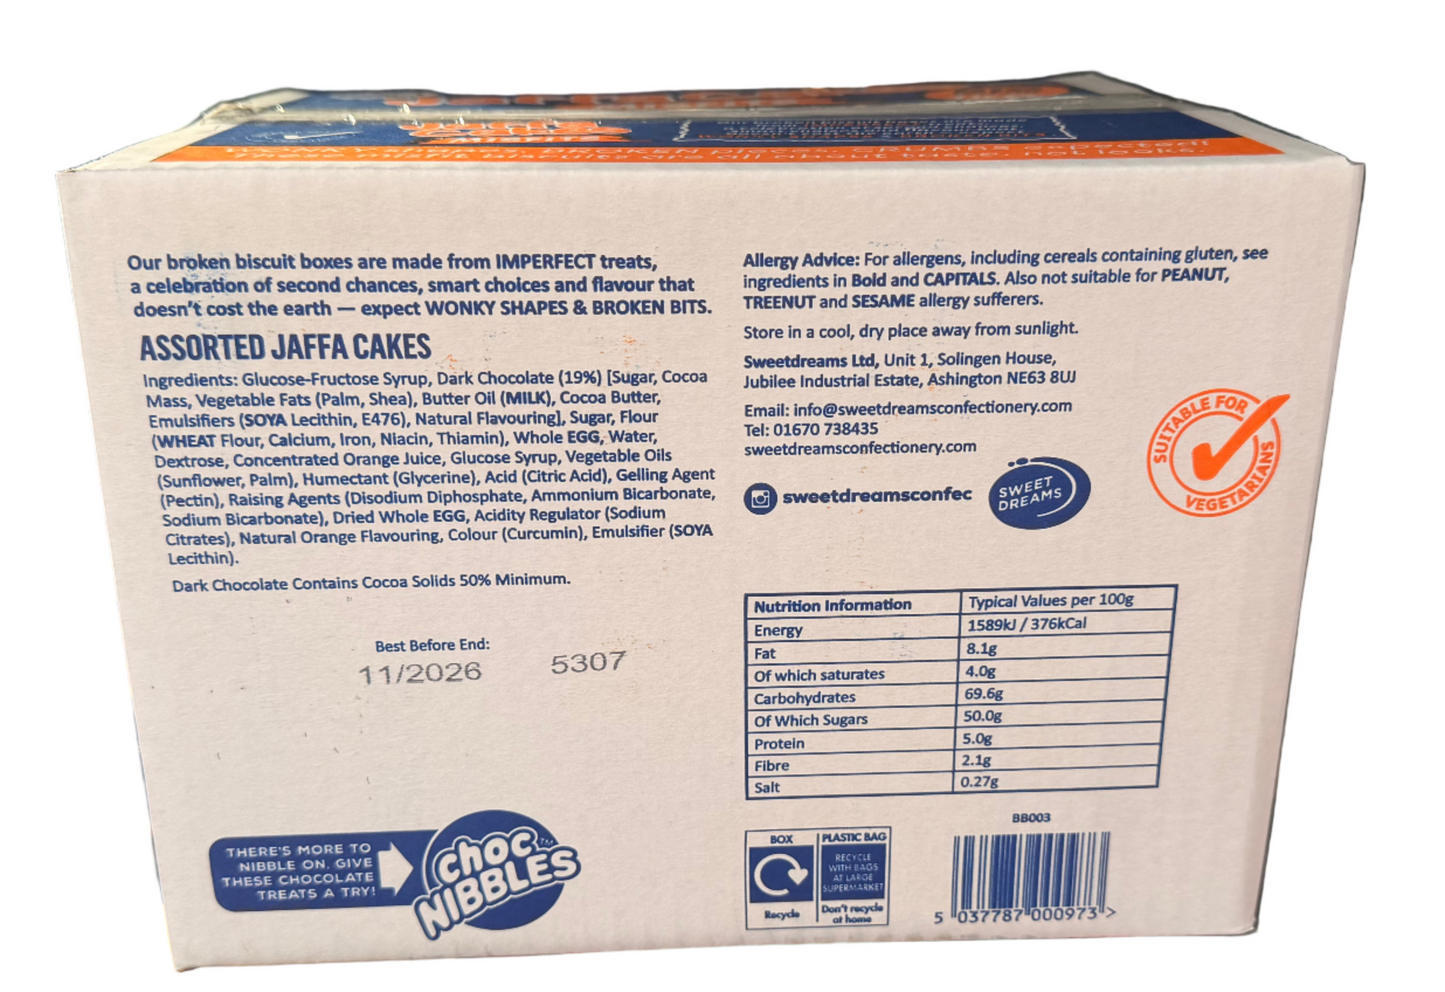 These misfit biscuits are all about taste, not looks.
Our broken biscuit boxes are made from IMPERFECT treats,
a celebration of second chances, smart choices and flavour that
doesn't cost the earth — expect WONKY SHAPES & BROKEN BITS.
ASSORTED JAFFA CAKES
Ingredients: Glucose-Fructose Syrup, Dark Chocolate (19%) [Sugar, Cocoa
Mass, Vegetable Fats (Palm, Shea), Butter Oil (MILK), Cocoa Butter,
Emulsifiers (SOYA Lecithin, E476), Natural Flavouring], Sugar, Flour
(WHEAT Flour, Calcium, Iron, Niacin, Thiamin), Whole EGG, Water,
Dextrose, Concentrated Orange Juice, Glucose Syrup, Vegetable Oils
(Sunflower, Palm), Humectant (Glycerine), Acid (Citric Acid), Gelling Agent
(Pectin), Raising Agents (Disodium Diphosphate, Ammonium Bicarbonate,
Sodium Bicarbonate), Dried Whole EGG, Acidity Regulator (Sodium
Citrates), Natural Orange Flavouring, Colour (Curcumin), Emulsifier (SOYA
Lecithin).
Dark Chocolate Contains Cocoa Solids 50% Minimum.
Best Before End:
11/2026 5307
THERE'S MORE TO
NIBBLE ON. GIVE
THESE CHOCOLATE
TREATS A TRY!
choc
NIBBLES™
Allergy Advice: For allergens, including cereals containing gluten, see
ingredients in Bold and CAPITALS. Also not suitable for PEANUT,
TREENUT and SESAME allergy sufferers.
Store in a cool, dry place away from sunlight.
Sweetdreams Ltd, Unit 1, Solingen House,
Jubilee Industrial Estate, Ashington NE63 8UJ
Email: info@sweetdreamsconfectionery.com
Tel: 01670 738435
sweetdreamsconfectionery.com
sweetdreamsconfec
SWEET
DREAMS
SUITABLE FOR
VEGETARIANS
Nutrition Information Typical Values per 100g
Energy 1589kJ / 376kCal
Fat 8.1g
Of which saturates 4.0g
Carbohydrates 69.6g
Of Which Sugars 50.0g
Protein 5.0g
Fibre 2.1g
Salt 0.27g
BOX
Recycle
PLASTIC BAG
RECYCLE
WITH BAGS
AT LARGE
SUPERMARKET
Don't recycle
at home
BB003
5 037787 000973 >